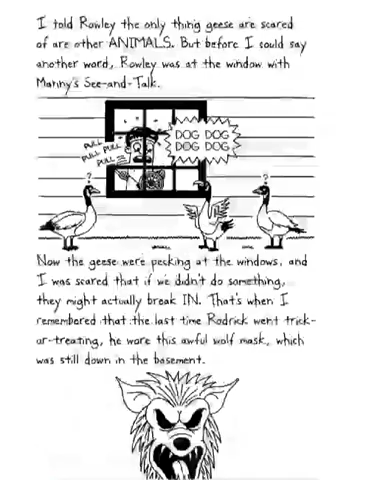 I told Rowley the only thing geese are scared
of are other ANIMALS. But before I could say
another word, Rowley was at the window with
Manny's See-and-Talk.
PULL
PULL PULL
PULL
DOG DOG
DOG DOG
?
?
Now the geese were pecking at the windows, and
I was scared that if we didn't do something,
they might actually break IN. That's when I
remembered that the last time Rodrick went trick-
or-treating, he wore this awful wolf mask, which
was still down in the basement.